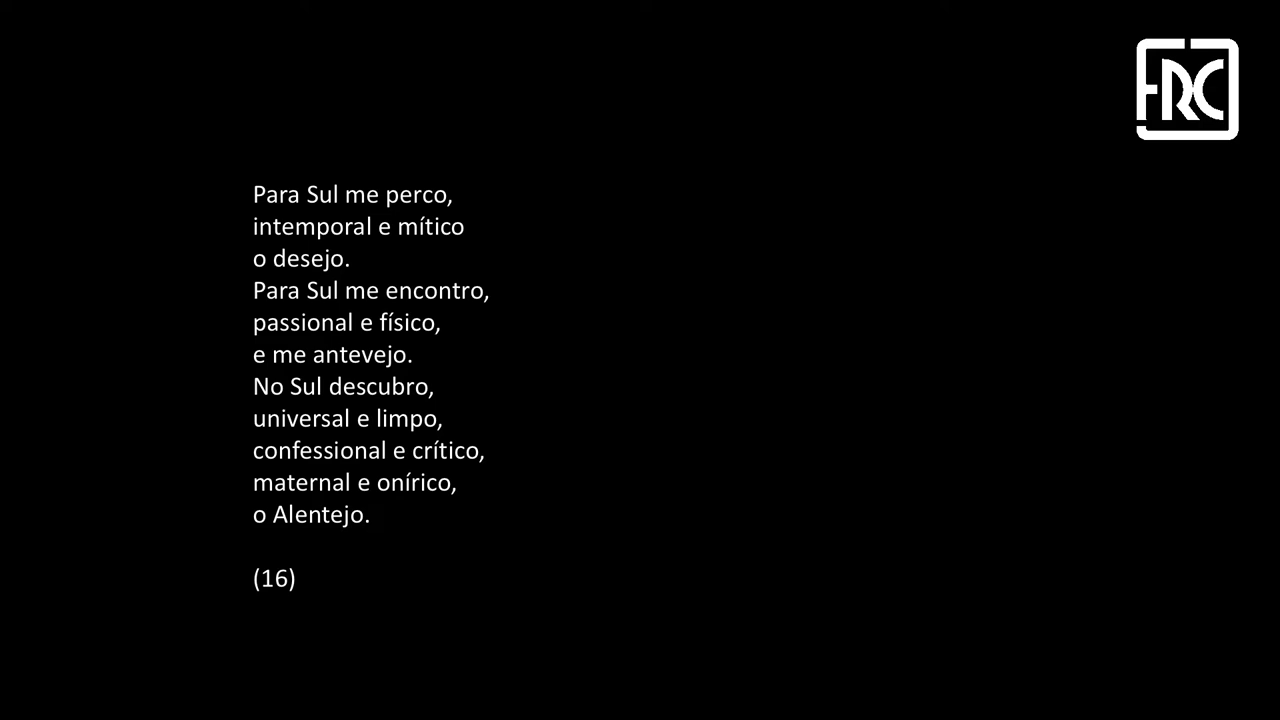 FRC
Para Sul me perco,
intemporal e mítico
o desejo.
Para Sul me encontro,
passional e físico,
e me antevejo.
No Sul descubro,
universal e limpo,
confessional e crítico,
maternal e onírico,
o Alentejo.
(16)